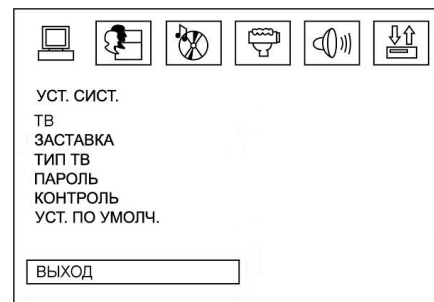 УСТ. СИСТ.
ТВ
ЗАСТАВКА
ТИП ТВ
ПАРОЛЬ
КОНТРОЛЬ
УСТ. ПО УМОЛЧ.
ВЫХОД